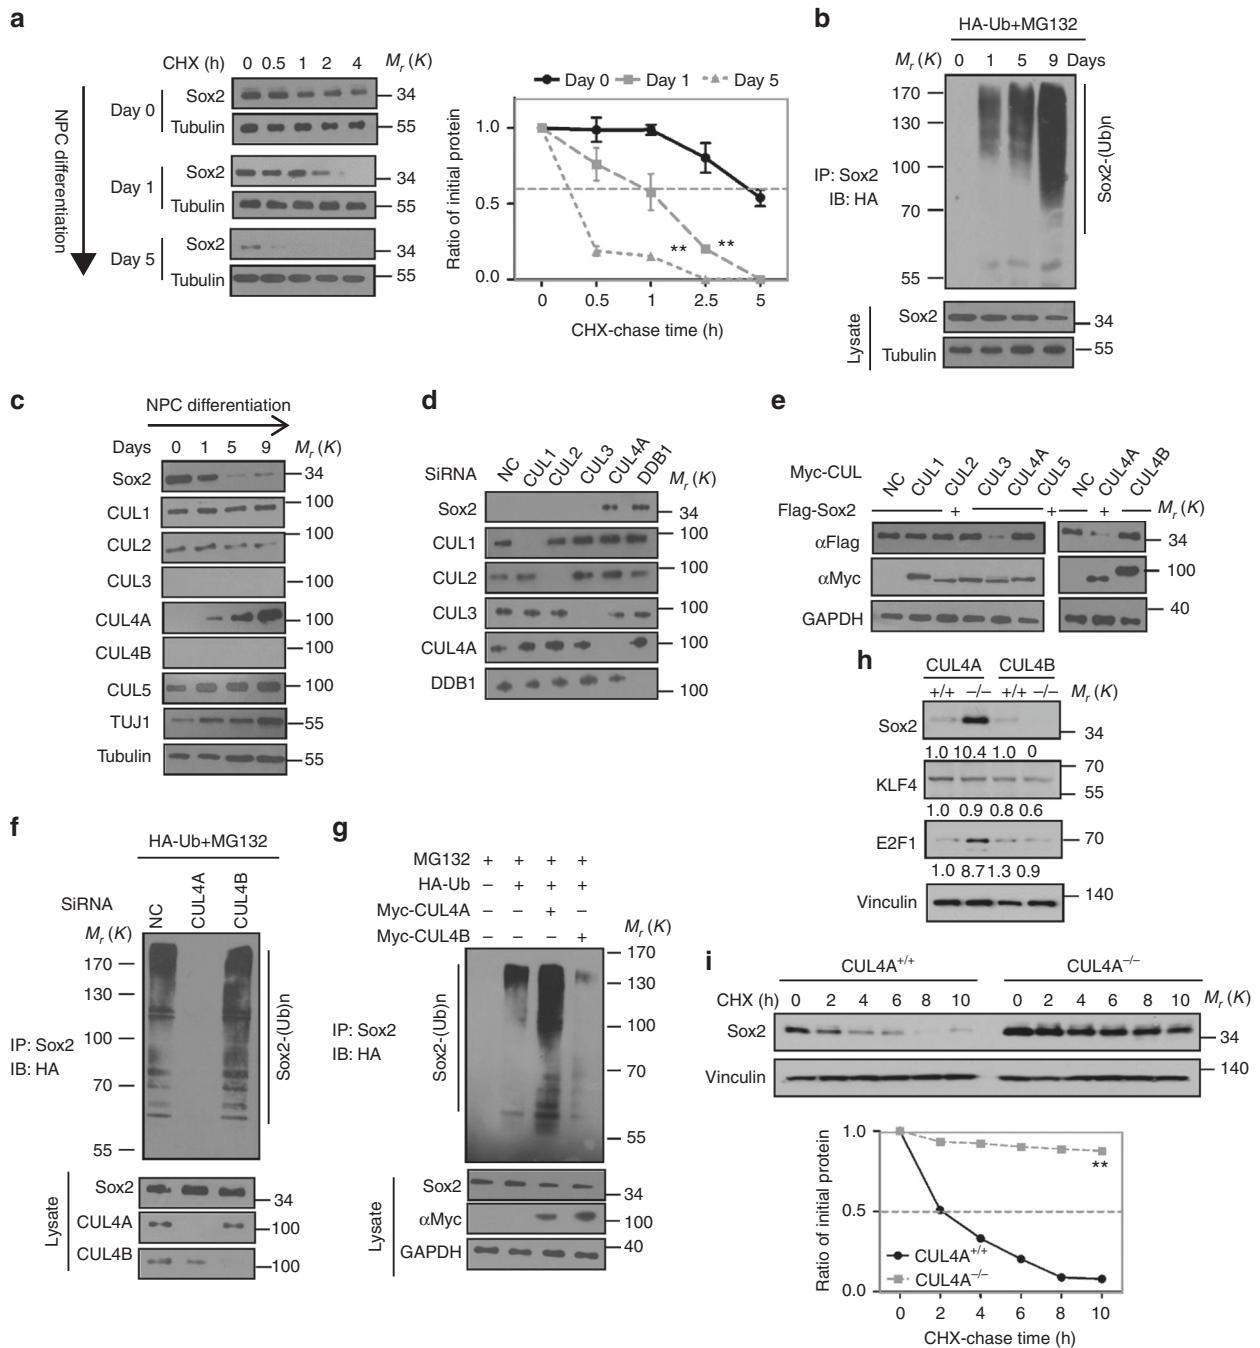 a
CHX (h) 0 0.5 1 2 4 Mr (K)
NPC differentiation
Day 0
Sox2 34
Tubulin 55
Day 1
Sox2 34
Tubulin 55
Day 5
Sox2 34
Tubulin 55
Day 0 Day 1 Day 5
Ratio of initial protein
1.0
0.5
0.0
** **
0 0.5 1 2.5 5
CHX-chase time (h)
b
HA-Ub+MG132
Mr (K) 0 1 5 9 Days
170
130
100
70
55
IP: Sox2
IB: HA
Sox2-(Ub)n
Lysate
Sox2 34
Tubulin 55
c
NPC differentiation
Days 0 1 5 9 Mr (K)
Sox2 34
CUL1 100
CUL2 100
CUL3 100
CUL4A 100
CUL4B 100
CUL5 100
TUJ1 55
Tubulin 55
d
SiRNA NC CUL1 CUL2 CUL3 CUL4A DDB1 Mr (K)
Sox2 34
CUL1 100
CUL2 100
CUL3 100
CUL4A 100
DDB1 100
e
Myc-CUL NC CUL1 CUL2 CUL3 CUL4A CUL5 NC CUL4A CUL4B
Flag-Sox2 + + + Mr (K)
αFlag 34
αMyc 100
GAPDH 40
h
CUL4A CUL4B
+/+ –/– +/+ –/– Mr (K)
Sox2 34
1.0 10.4 1.0 0
KLF4 70
55
1.0 0.9 0.8 0.6
E2F1 70
1.0 8.7 1.3 0.9
Vinculin 140
f
HA-Ub+MG132
SiRNA NC CUL4A CUL4B
Mr (K)
170
130
100
70
55
IP: Sox2
IB: HA
Sox2-(Ub)n
Lysate
Sox2 34
CUL4A 100
CUL4B 100
g
MG132 + + + +
HA-Ub – + + +
Myc-CUL4A – – + –
Myc-CUL4B – – – +
Mr (K)
170
130
100
70
55
IP: Sox2
IB: HA
Sox2-(Ub)n
Lysate
Sox2 34
αMyc 100
GAPDH 40
i
CUL4A+/+ CUL4A–/–
CHX (h) 0 2 4 6 8 10 0 2 4 6 8 10 Mr (K)
Sox2 34
Vinculin 140
Ratio of initial protein
1.0
0.5
0.0
**
CUL4A+/+
CUL4A–/–
0 2 4 6 8 10
CHX-chase time (h)